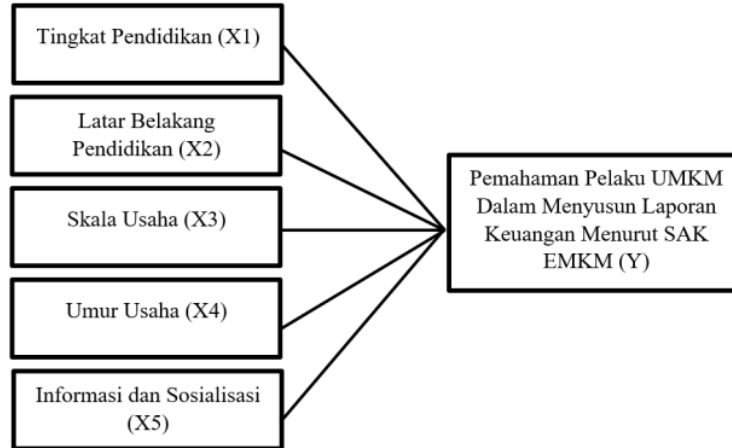 Tingkat Pendidikan (X1)
Latar Belakang
Pendidikan (X2)
Skala Usaha (X3)
Umur Usaha (X4)
Informasi dan Sosialisasi
(X5)
Pemahaman Pelaku UMKM
Dalam Menyusun Laporan
Keuangan Menurut SAK
EMKM (Y)